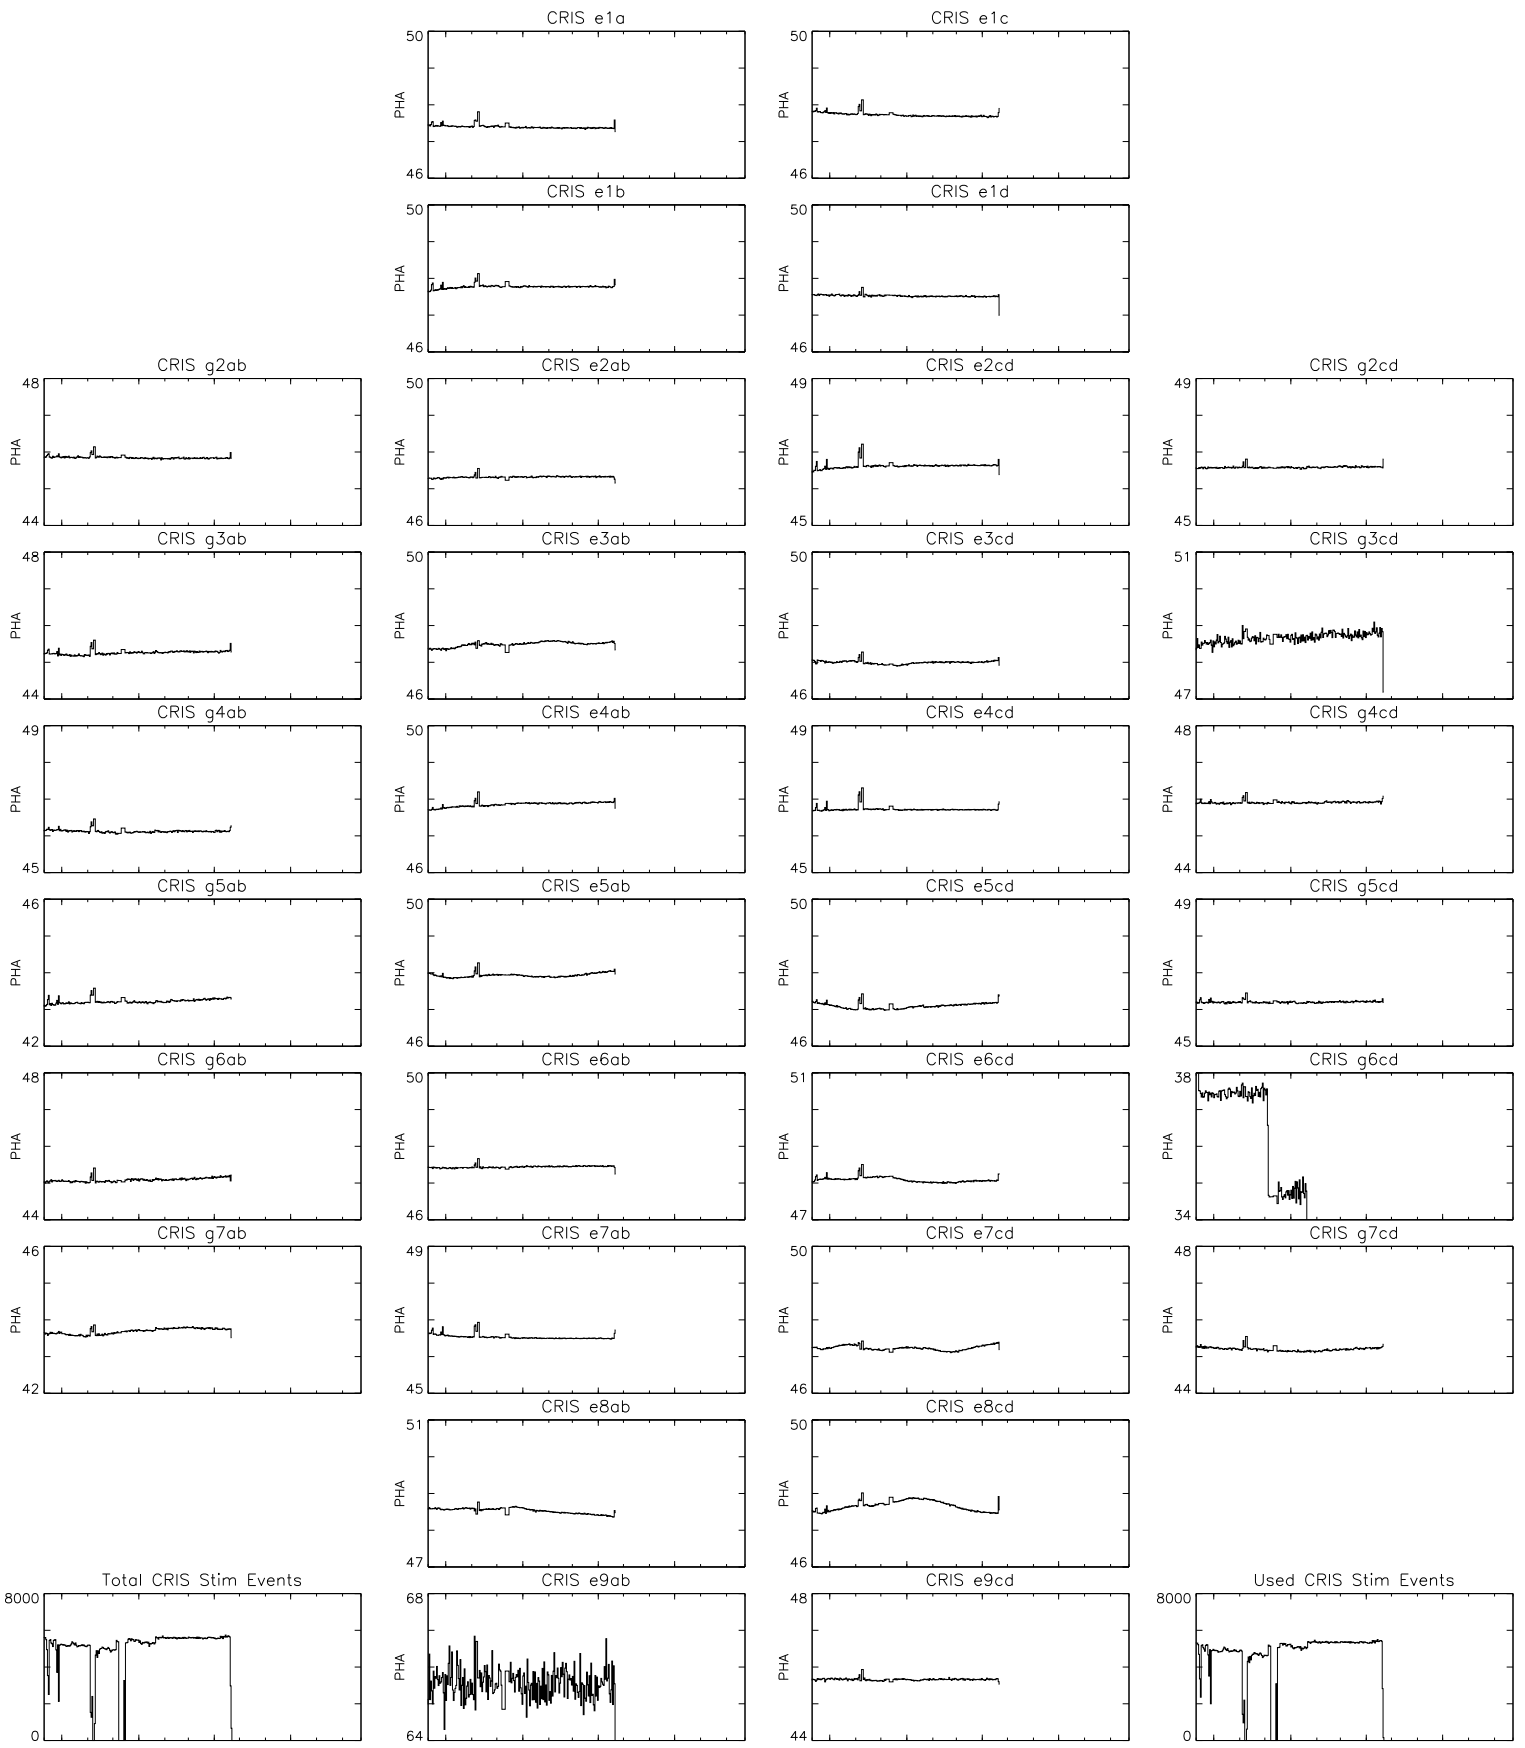 CRIS e1a
CRIS e1c
50
PHA
46
50
PHA
46
CRIS e1b
CRIS e1d
50
PHA
46
50
PHA
46
CRIS g2ab
CRIS e2ab
CRIS e2cd
CRIS g2cd
48
PHA
44
50
PHA
46
49
PHA
45
49
PHA
45
CRIS g3ab
CRIS e3ab
CRIS e3cd
CRIS g3cd
48
PHA
44
50
PHA
46
50
PHA
46
51
PHA
47
CRIS g4ab
CRIS e4ab
CRIS e4cd
CRIS g4cd
49
PHA
45
50
PHA
46
49
PHA
45
48
PHA
44
CRIS g5ab
CRIS e5ab
CRIS e5cd
CRIS g5cd
46
PHA
42
50
PHA
46
50
PHA
46
49
PHA
45
CRIS g6ab
CRIS e6ab
CRIS e6cd
CRIS g6cd
48
PHA
44
50
PHA
46
51
PHA
47
38
PHA
34
CRIS g7ab
CRIS e7ab
CRIS e7cd
CRIS g7cd
46
PHA
42
49
PHA
45
50
PHA
46
48
PHA
44
CRIS e8ab
CRIS e8cd
51
PHA
47
50
PHA
46
Total CRIS Stim Events
CRIS e9ab
CRIS e9cd
Used CRIS Stim Events
8000
0
68
PHA
64
48
PHA
44
8000
0